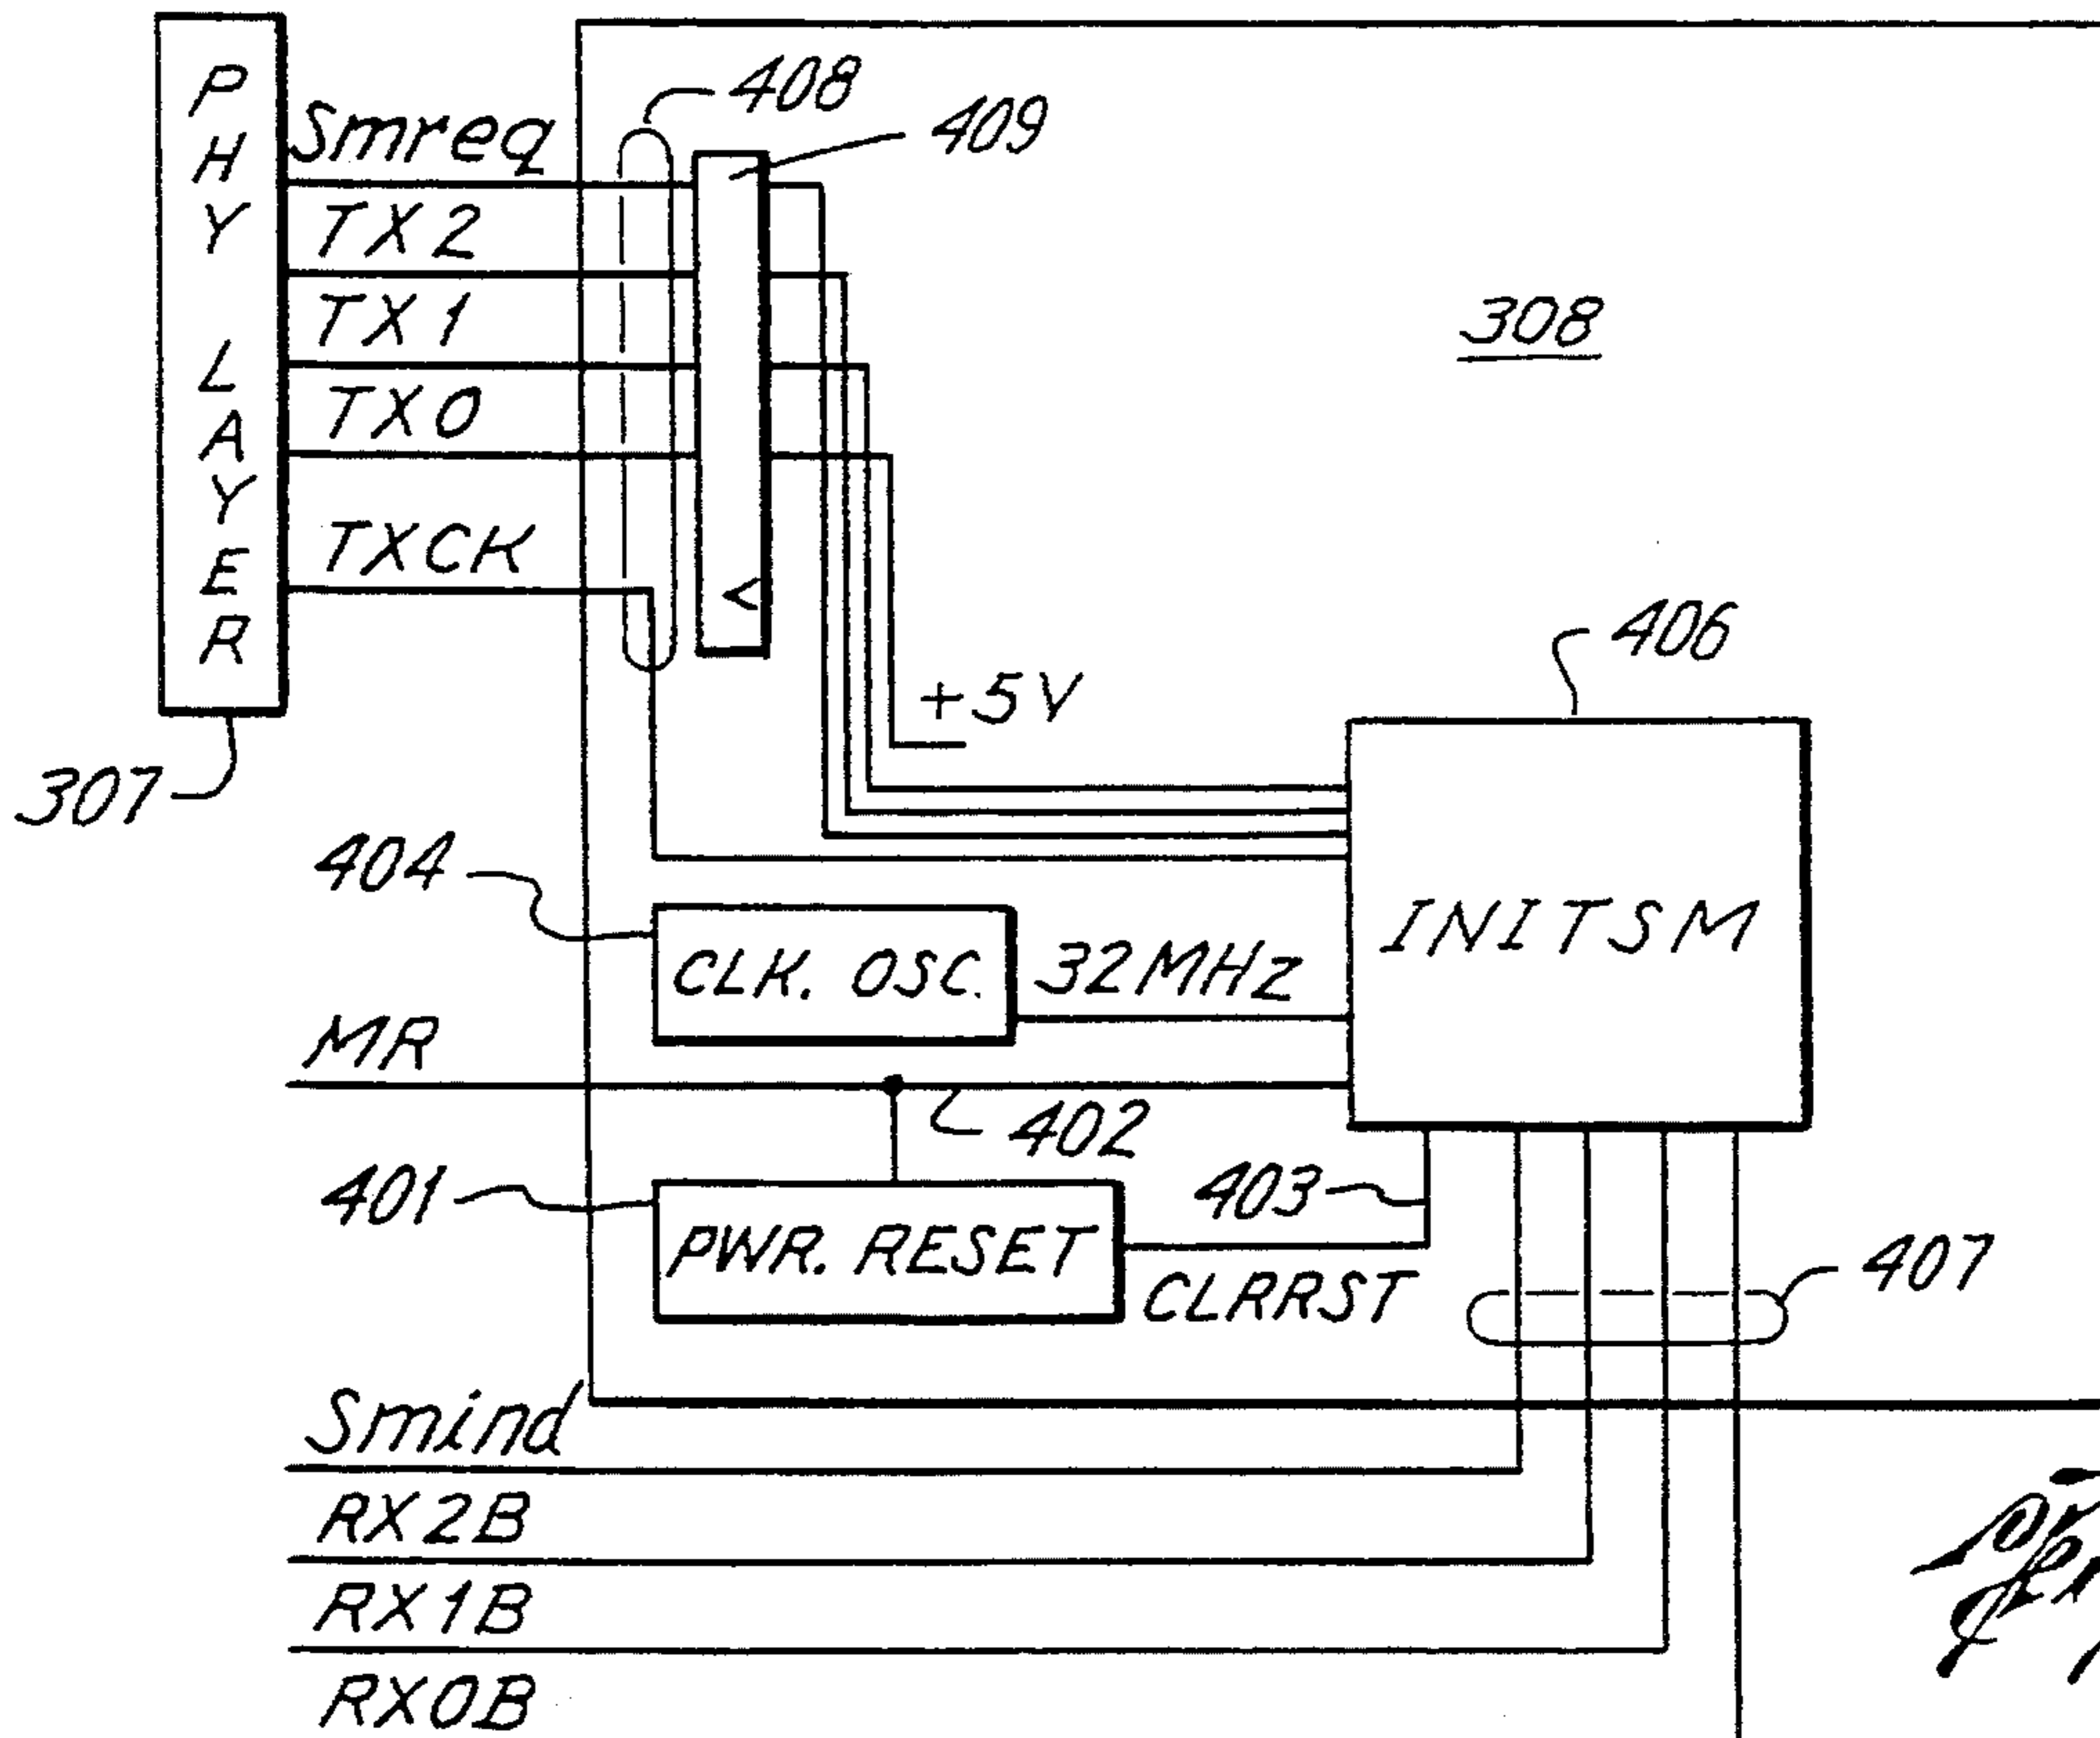 PHY LAYER
Smreq
TX2
TX1
TX0
TXCK
307
408
409
308
+5V
406
INITSM
404
CLK. OSC.
32MHz
MR
402
401
PWR. RESET
403
CLRRST
407
Smind
RX2B
RX1B
RX0B